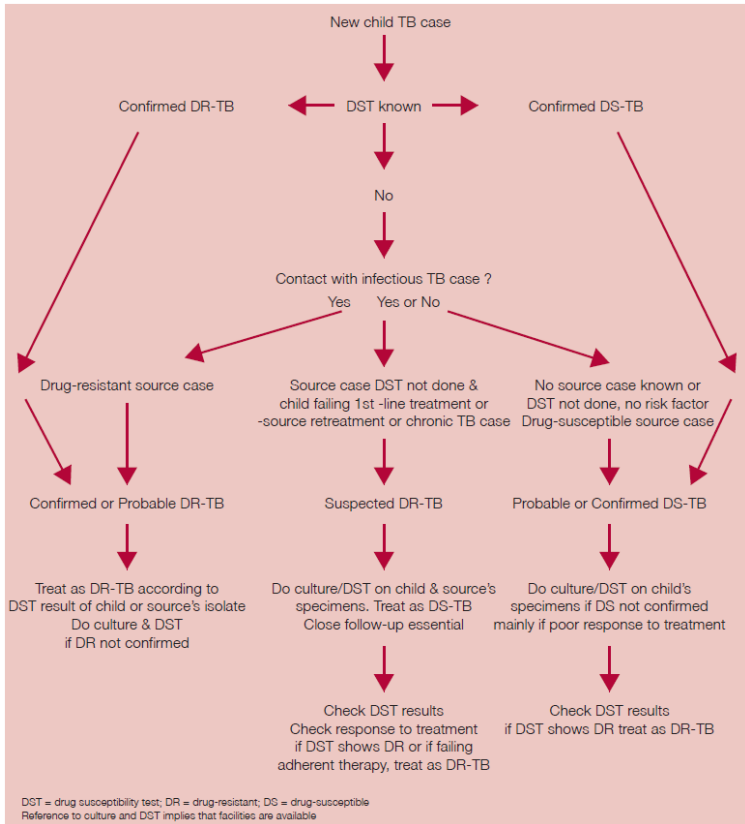 New child TB case
Confirmed DR-TB
DST known
Confirmed DS-TB
No
Contact with infectious TB case ?
Yes
Yes or No
Drug-resistant source case
Source case DST not done &
child failing 1st -line treatment or
-source retreatment or chronic TB case
No source case known or
DST not done, no risk factor
Drug-susceptible source case
Confirmed or Probable DR-TB
Suspected DR-TB
Probable or Confirmed DS-TB
Treat as DR-TB according to
DST result of child or source's isolate
Do culture & DST
if DR not confirmed
Do culture/DST on child & source's
specimens. Treat as DS-TB
Close follow-up essential
Do culture/DST on child's
specimens if DS not confirmed
mainly if poor response to treatment
Check DST results
Check response to treatment
if DST shows DR or if failing
adherent therapy, treat as DR-TB
Check DST results
if DST shows DR treat as DR-TB
DST = drug susceptibility test; DR = drug-resistant; DS = drug-susceptible
Reference to culture and DST implies that facilities are available